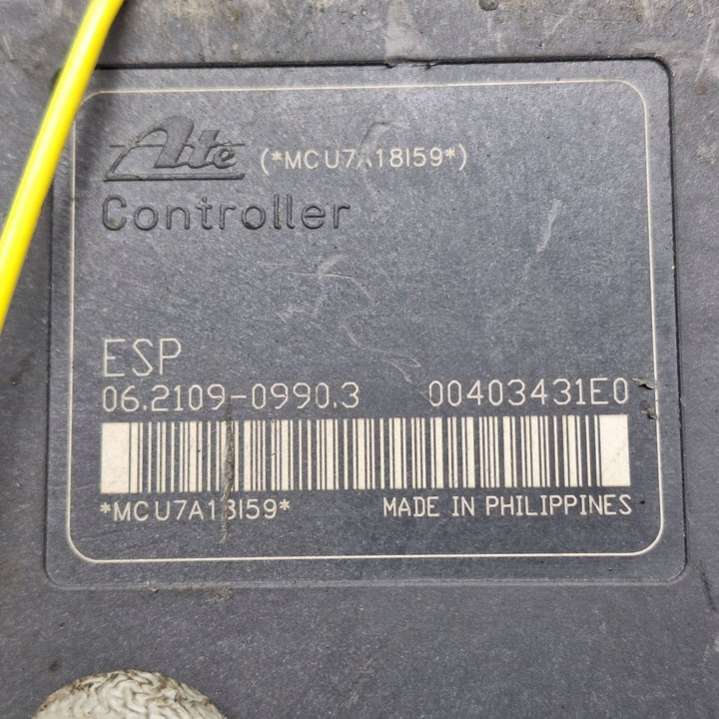 Ate (*MCU7A18I59*)
Controller
ESP
06.2109-0990.3 00403431E0
*MCU7A18I59* MADE IN PHILIPPINES